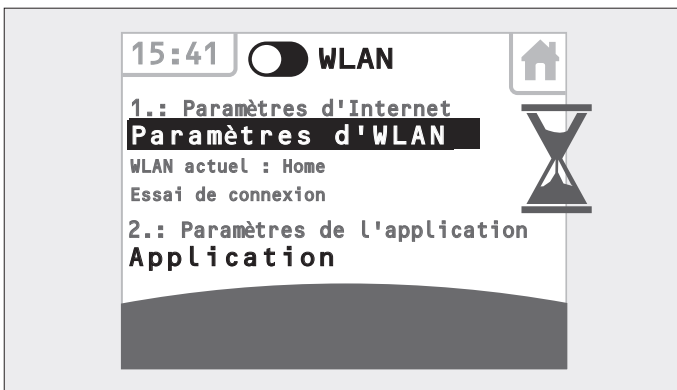 15:41 WLAN
1.: Paramètres d'Internet
Paramètres d'WLAN
WLAN actuel : Home
Essai de connexion
2.: Paramètres de l'application
Application